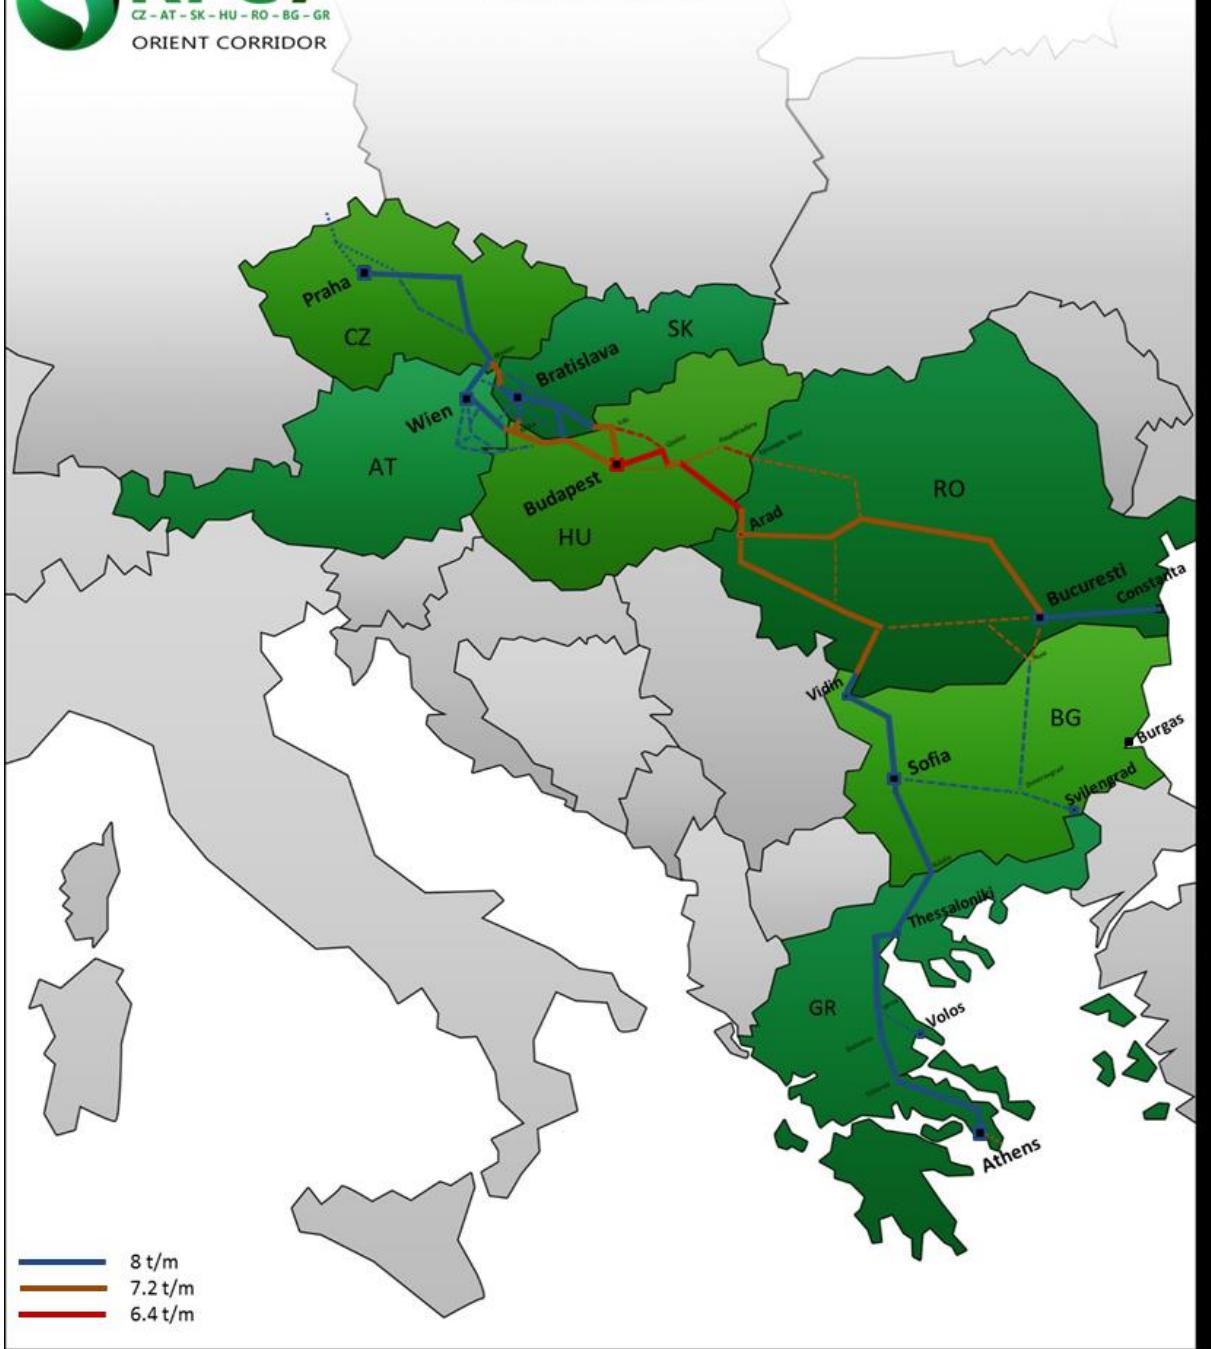 CZ – AT – SK – HU – RO – BG – GR
ORIENT CORRIDOR
Praha
CZ
SK
Bratislava
Wien
AT
Budapest
HU
Arad
RO
Bucuresti
Constanta
Vidin
BG
Burgas
Sofia
Svilengrad
Thessaloniki
GR
Volos
Athens
8 t/m
7.2 t/m
6.4 t/m